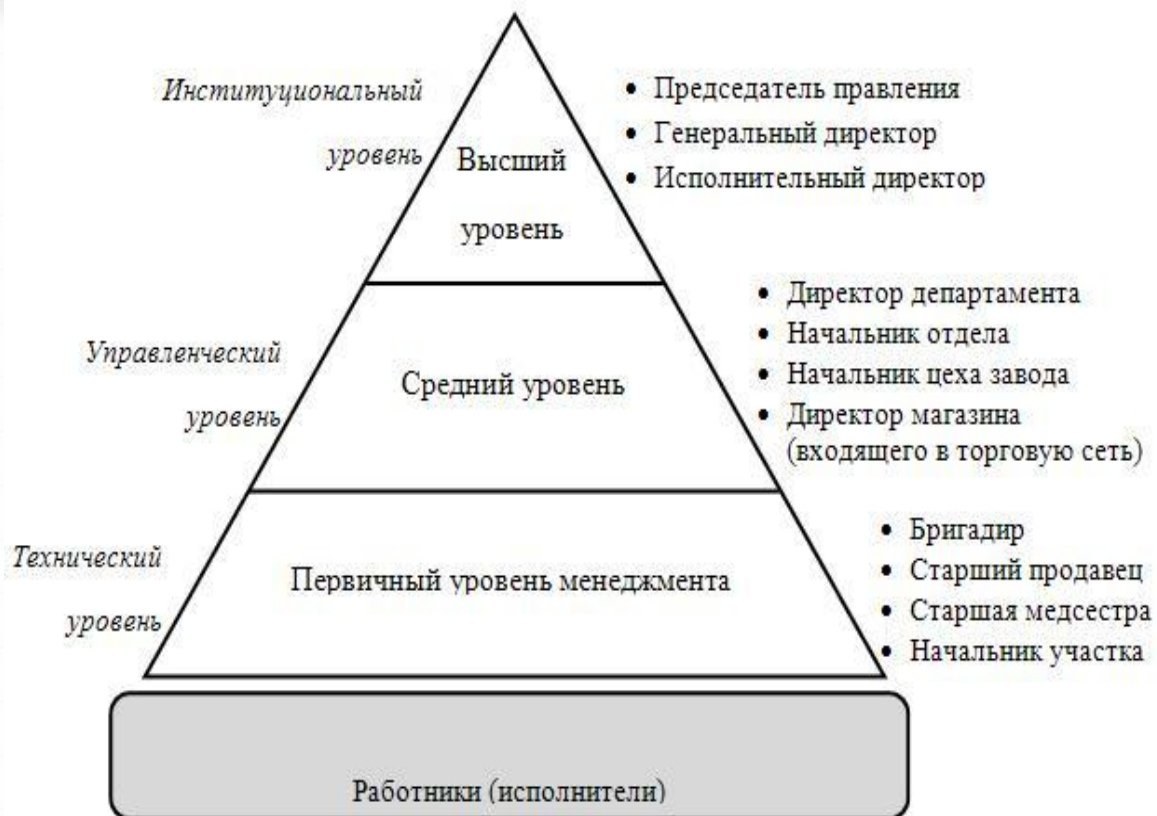 Институциональный
уровень
Высший
уровень
• Председатель правления
• Генеральный директор
• Исполнительный директор
Управленческий
уровень
Средний уровень
• Директор департамента
• Начальник отдела
• Начальник цеха завода
• Директор магазина
(входящего в торговую сеть)
Технический
уровень
Первичный уровень менеджмента
• Бригадир
• Старший продавец
• Старшая медсестра
• Начальник участка
Работники (исполнители)